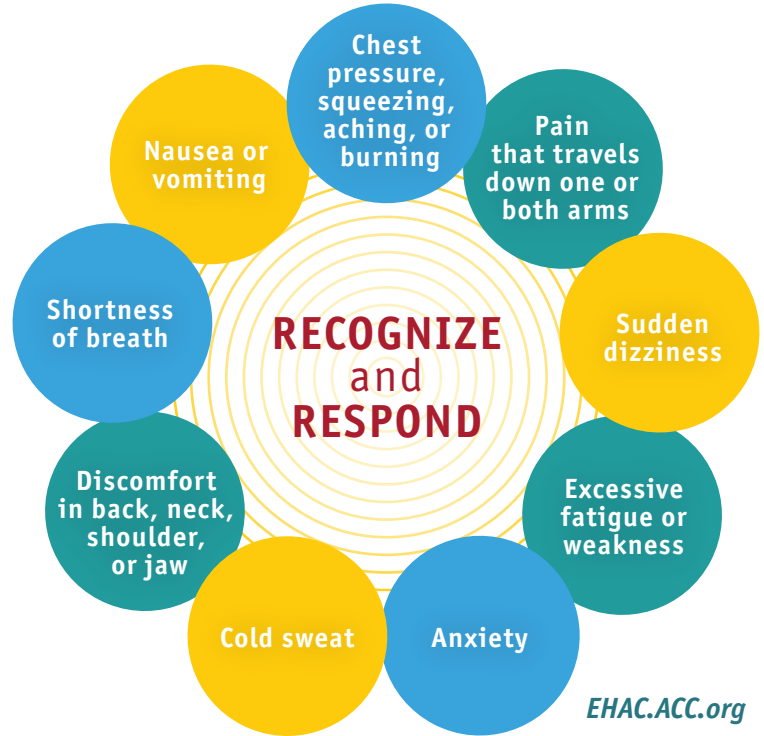 Chest
pressure,
squeezing,
aching, or
burning
Pain
that travels
down one or
both arms
Sudden
dizziness
Excessive
fatigue or
weakness
Anxiety
Cold sweat
Discomfort
in back, neck,
shoulder,
or jaw
Shortness
of breath
Nausea or
vomiting
RECOGNIZE
and
RESPOND
EHAC.ACC.org